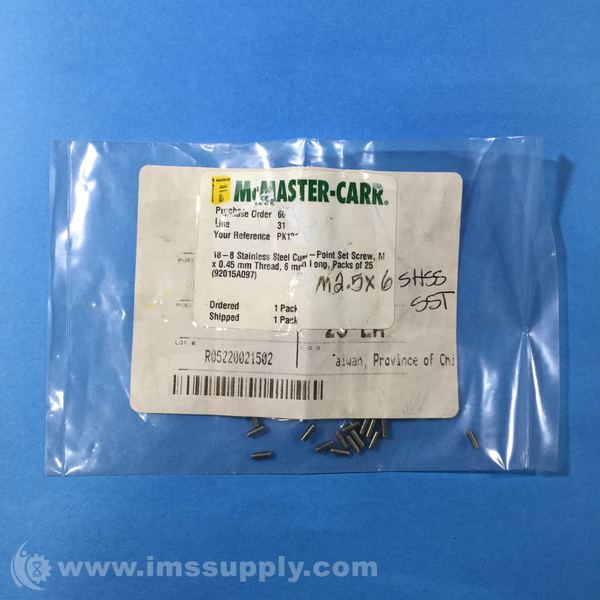 McMASTER-CARR.
Purchase Order
Line 31
Your Reference
18-8 Stainless Steel Cup-Point Set Screw, M
x 0.45 mm Thread, 6 mm Long, Packs of 25
(92015A097)
M2.5X6 SHSS
SST
Ordered 1 Pack
Shipped 1 Pack
LOT #
R05220021502
C.O.O
Taiwan, Province of Chi
www.imssupply.com